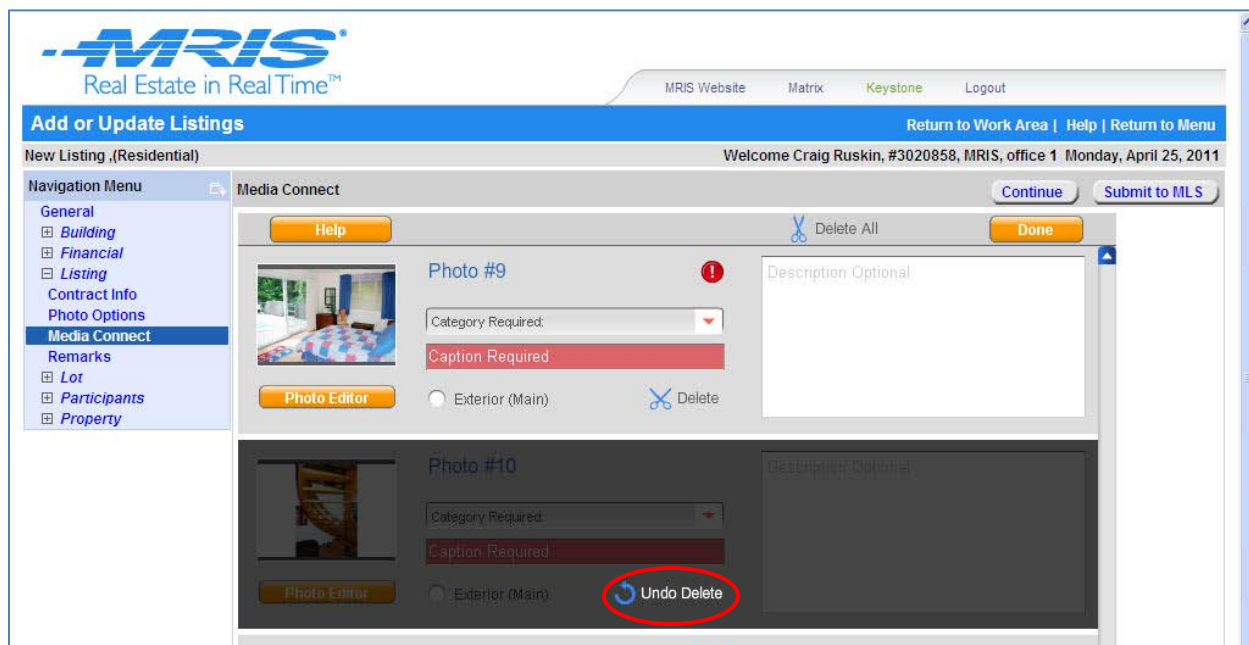 MRIS
Real Estate in Real Time™
MRIS Website Matrix Keystone Logout
Add or Update Listings Return to Work Area | Help | Return to Menu
New Listing ,(Residential) Welcome Craig Ruskin, #3020858, MRIS, office 1 Monday, April 25, 2011
Navigation Menu
General
Building
Financial
Listing
Contract Info
Photo Options
Media Connect
Remarks
Lot
Participants
Property
Media Connect Continue Submit to MLS
Help Delete All Done
Photo #9
Description Optional
Category Required:
Caption Required
Photo Editor Exterior (Main) Delete
Photo #10
Description Optional
Category Required:
Caption Required
Photo Editor Exterior (Main) Undo Delete